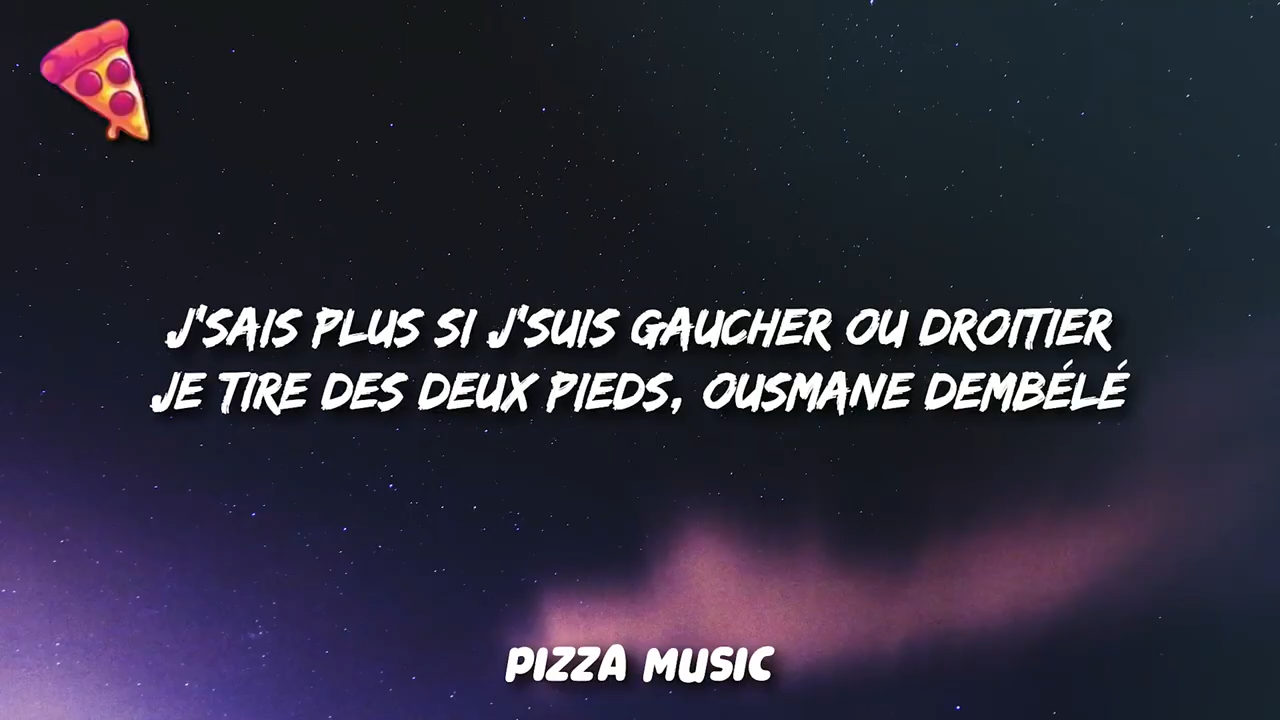 J'SAIS PLUS SI J'SUIS GAUCHER OU DROITIER
JE TIRE DES DEUX PIEDS, OUSMANE DEMBÉLÉ
PIZZA MUSIC